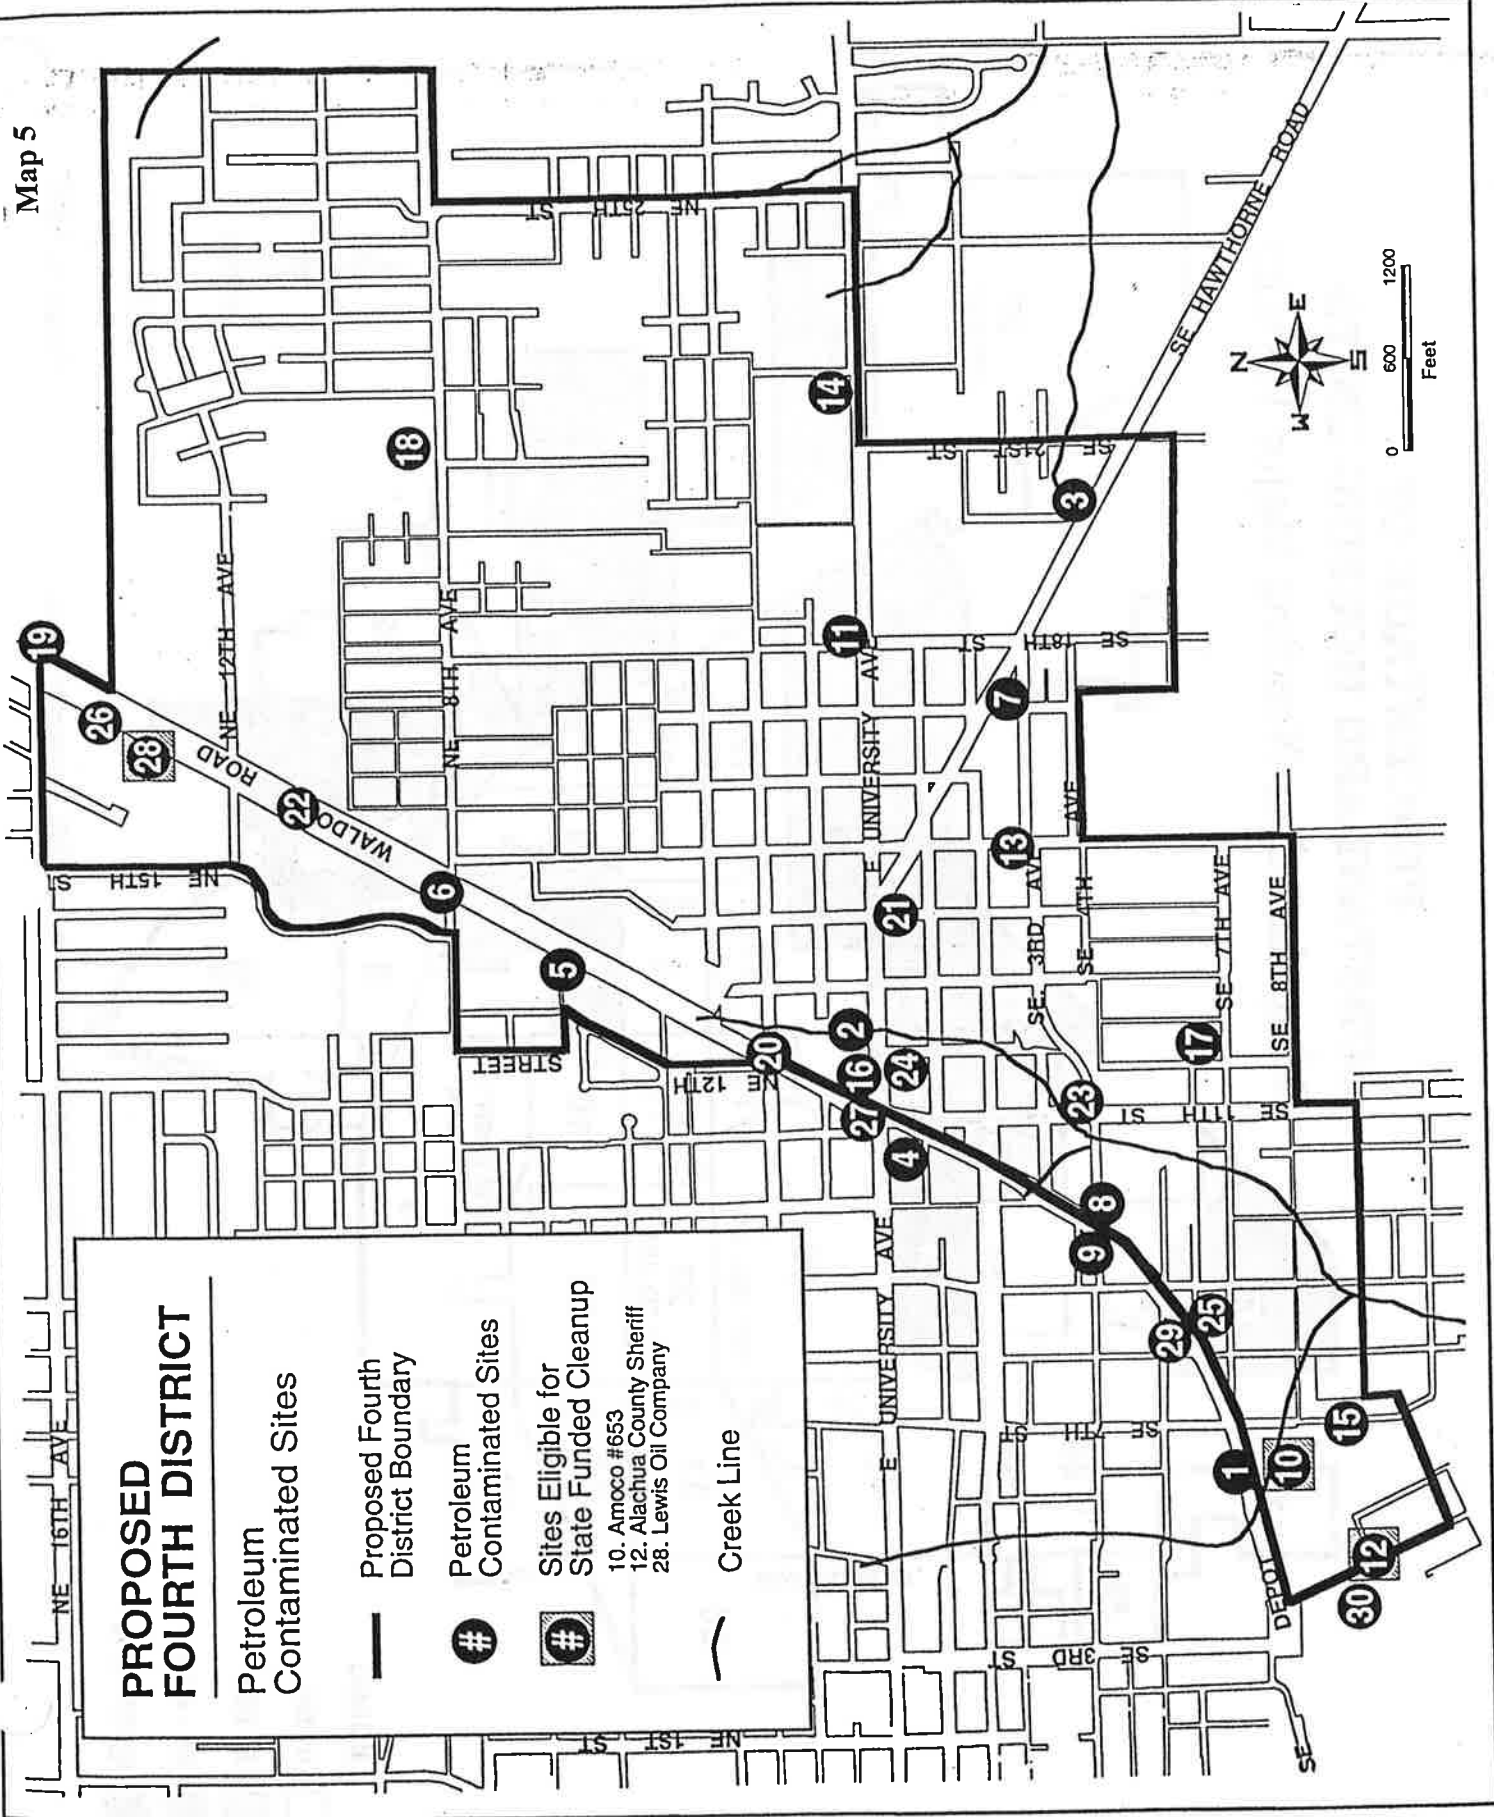 Map 5
PROPOSED
FOURTH DISTRICT
Petroleum
Contaminated Sites
Proposed Fourth
District Boundary
#
Petroleum
Contaminated Sites
#
Sites Eligible for
State Funded Cleanup
10. Amoco #653
12. Alachua County Sheriff
28. Lewis Oil Company
Creek Line
NE 16TH AVE
NE 15TH ST
NE 12TH AVE
WALDO ROAD
NE 8TH AVE
NE 25TH ST
NE 12TH STREET
NE 1ST ST
E UNIVERSITY AVE
E UNIVERSITY AVE
SE 21ST ST
SE 18TH ST
SE HAWTHORNE ROAD
SE 3RD AVE
SE 4TH AVE
SE 7TH AVE
SE 8TH AVE
SE 11TH ST
SE 7TH ST
SE 3RD ST
DEPOT
SE
19
26
28
22
18
6
5
14
11
3
7
13
21
20
2
16
24
27
4
23
17
8
9
29
25
1
10
15
12
30
N
W
E
S
0
600
1200
Feet